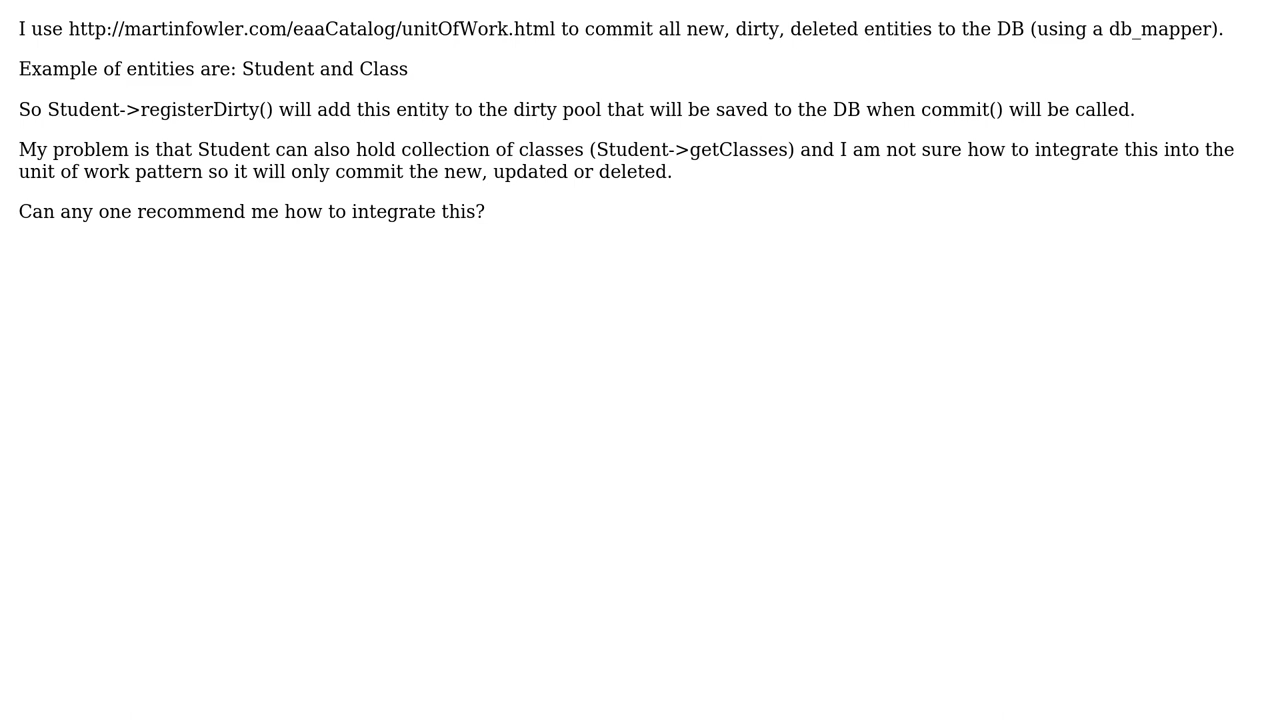 I use http://martinfowler.com/eaaCatalog/unitOfWork.html to commit all new, dirty, deleted entities to the DB (using a db_mapper).
Example of entities are: Student and Class
So Student->registerDirty() will add this entity to the dirty pool that will be saved to the DB when commit() will be called.
My problem is that Student can also hold collection of classes (Student->getClasses) and I am not sure how to integrate this into the
unit of work pattern so it will only commit the new, updated or deleted.
Can any one recommend me how to integrate this?